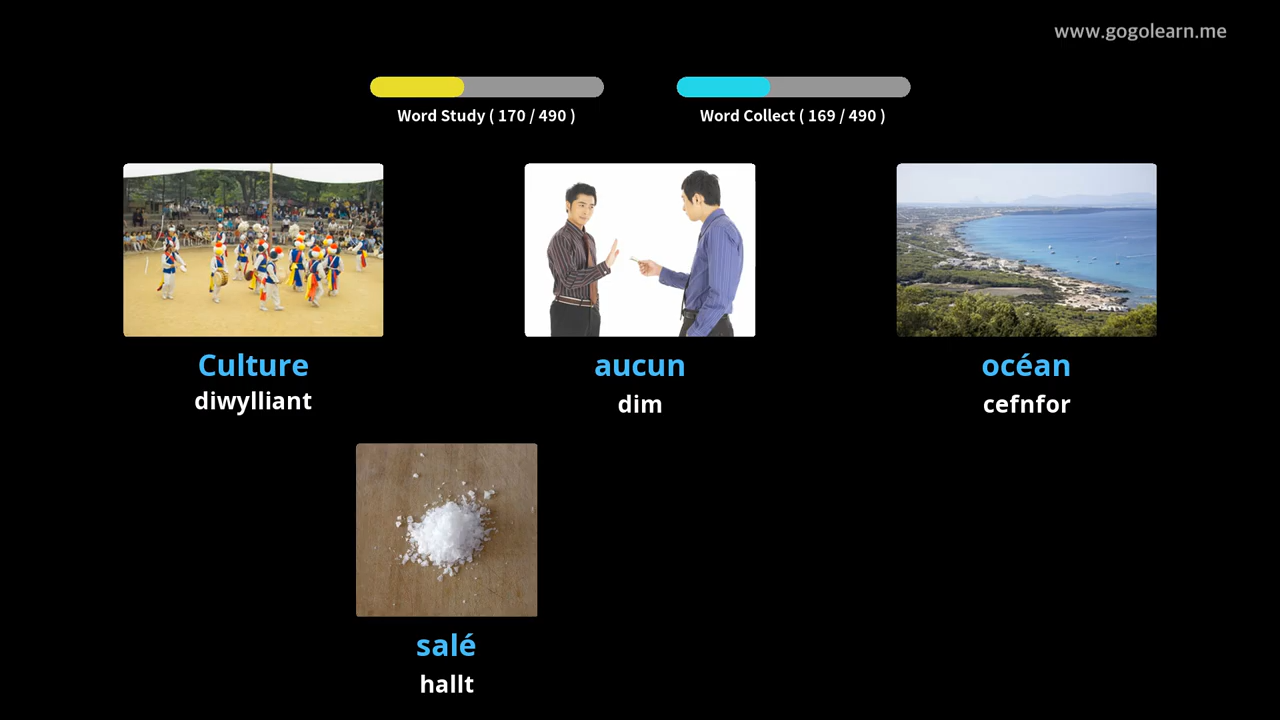 www.gogolearn.me
Word Study ( 170 / 490 )
Word Collect ( 169 / 490 )
Culture
diwylliant
aucun
dim
océan
cefnfor
salé
hallt